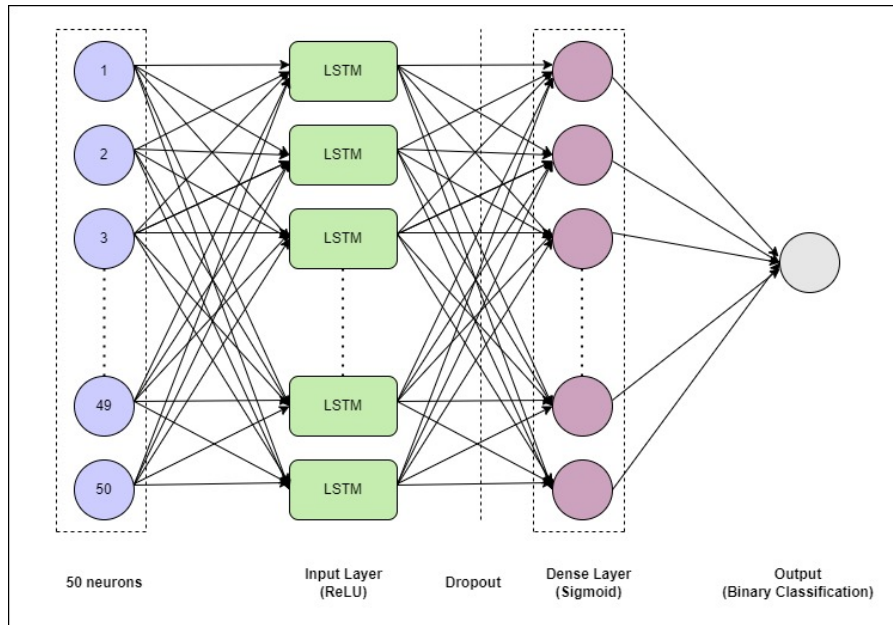 1
LSTM
2
LSTM
3
LSTM
49
LSTM
50
LSTM
50 neurons
Input Layer
(ReLU)
Dropout
Dense Layer
(Sigmoid)
Output
(Binary Classification)